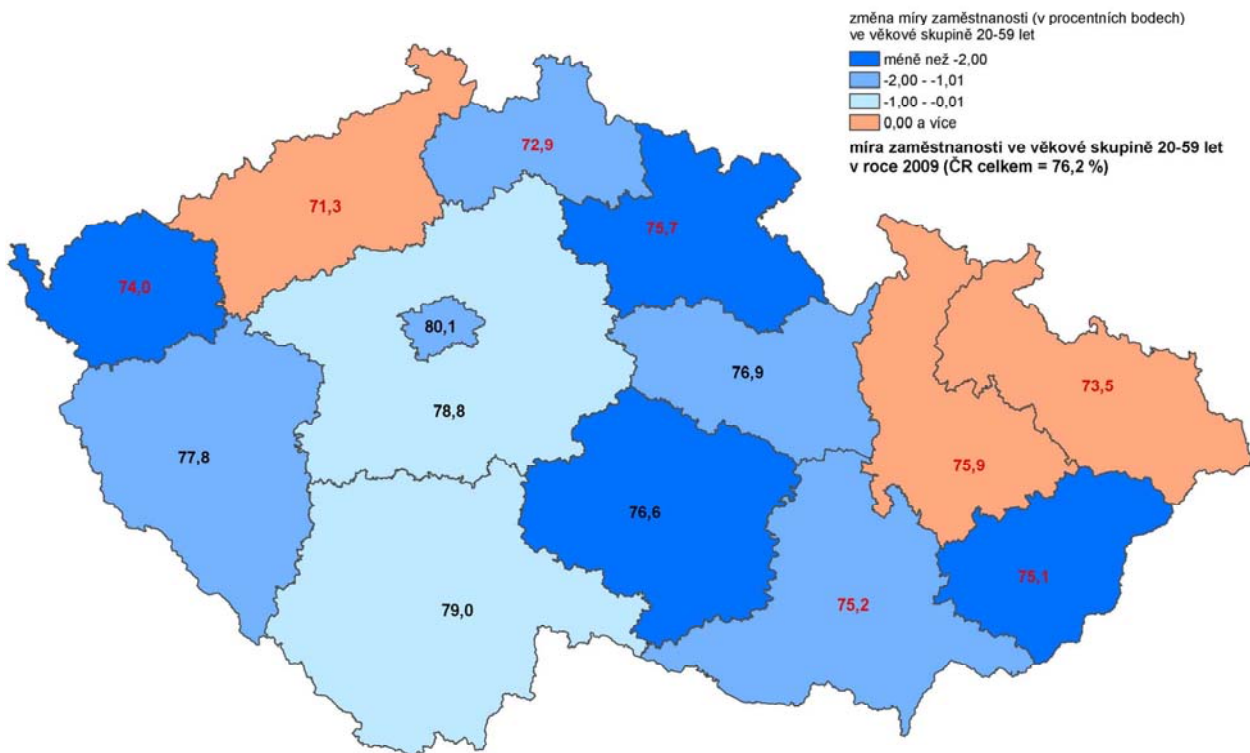 změna míry zaměstnanosti (v procentních bodech)
ve věkové skupině 20-59 let
méně než -2,00
-2,00 - -1,01
-1,00 - -0,01
0,00 a více
míra zaměstnanosti ve věkové skupině 20-59 let
v roce 2009 (ČR celkem = 76,2 %)
72,9
71,3
75,7
74,0
80,1
76,9
73,5
78,8
77,8
75,9
76,6
75,1
75,2
79,0